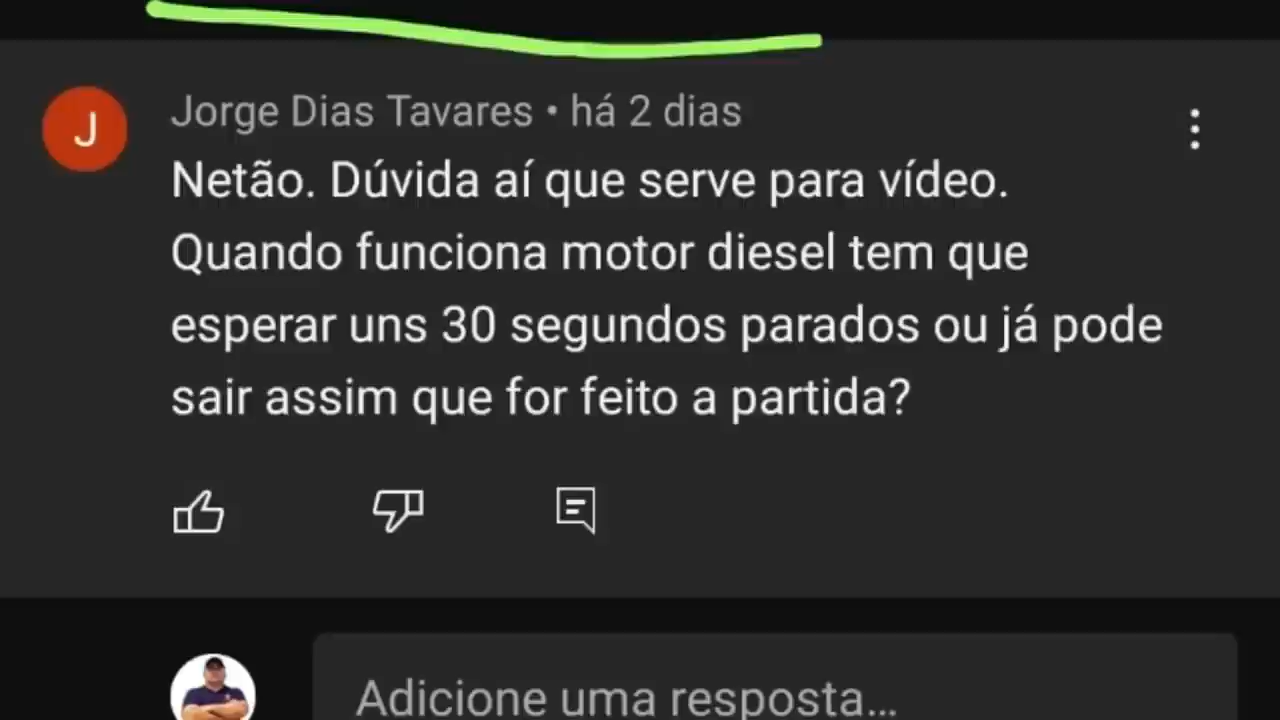 J
Jorge Dias Tavares • há 2 dias
Netão. Dúvida aí que serve para vídeo.
Quando funciona motor diesel tem que
esperar uns 30 segundos parados ou já pode
sair assim que for feito a partida?
Adicione uma resposta...